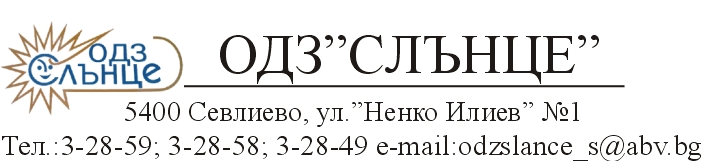 ОДЗ
Слънце
ОДЗ”СЛЪНЦЕ”
5400 Севлиево, ул.”Ненко Илиев” №1
Тел.:3-28-59; 3-28-58; 3-28-49 e-mail:odzslance_s@abv.bg